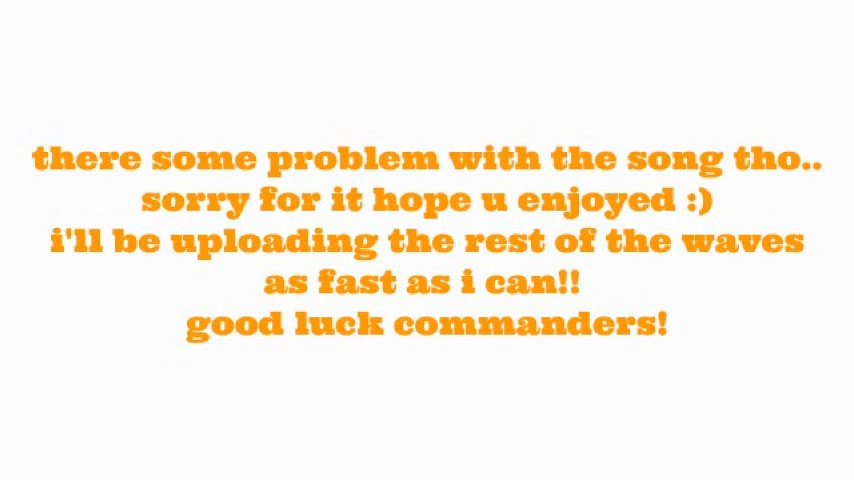 there some problem with the song tho..
sorry for it hope u enjoyed :)
i'll be uploading the rest of the waves
as fast as i can!!
good luck commanders!